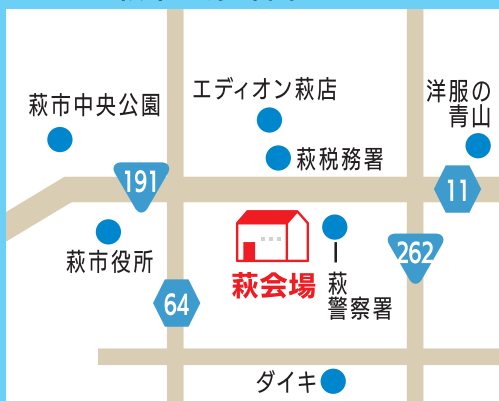 エディオン萩店
洋服の
青山
萩市中央公園
萩税務署
191
11
萩市役所
262
萩会場
萩
警察署
64
ダイキ